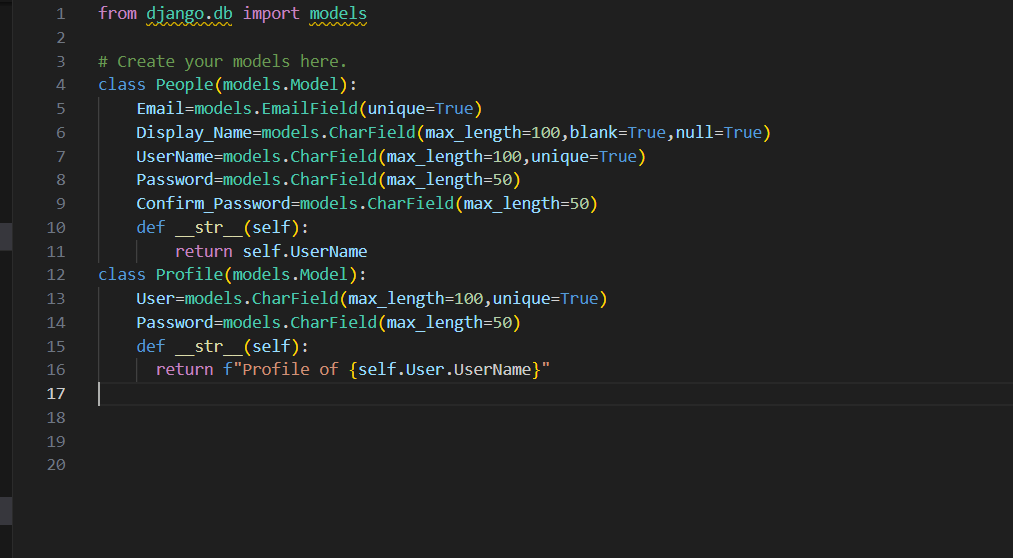 1 from django.db import models
2
3 # Create your models here.
4 class People(models.Model):
5     Email=models.EmailField(unique=True)
6     Display_Name=models.CharField(max_length=100,blank=True,null=True)
7     UserName=models.CharField(max_length=100,unique=True)
8     Password=models.CharField(max_length=50)
9     Confirm_Password=models.CharField(max_length=50)
10     def __str__(self):
11         return self.UserName
12 class Profile(models.Model):
13     User=models.CharField(max_length=100,unique=True)
14     Password=models.CharField(max_length=50)
15     def __str__(self):
16       return f"Profile of {self.User.UserName}"
17
18
19
20